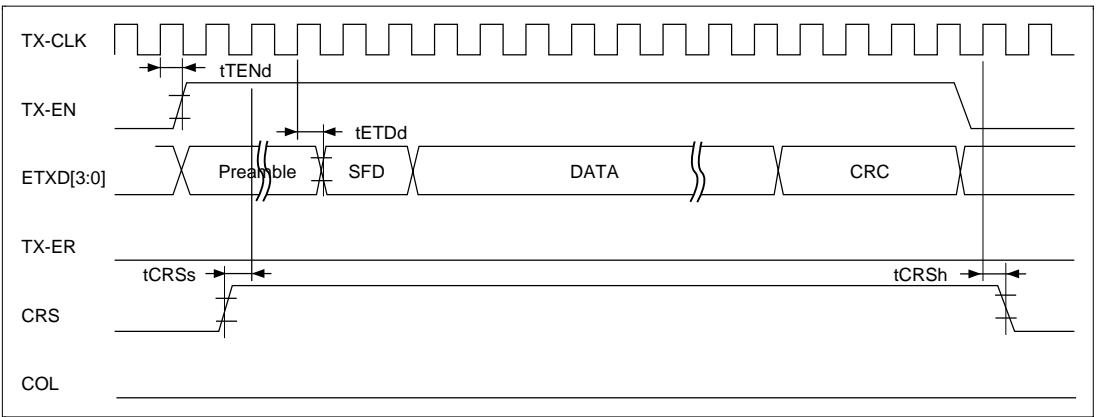 TX-CLK
tTENd
TX-EN
tETDd
ETXD[3:0]
Preamble
SFD
DATA
CRC
TX-ER
tCRSs
tCRSh
CRS
COL